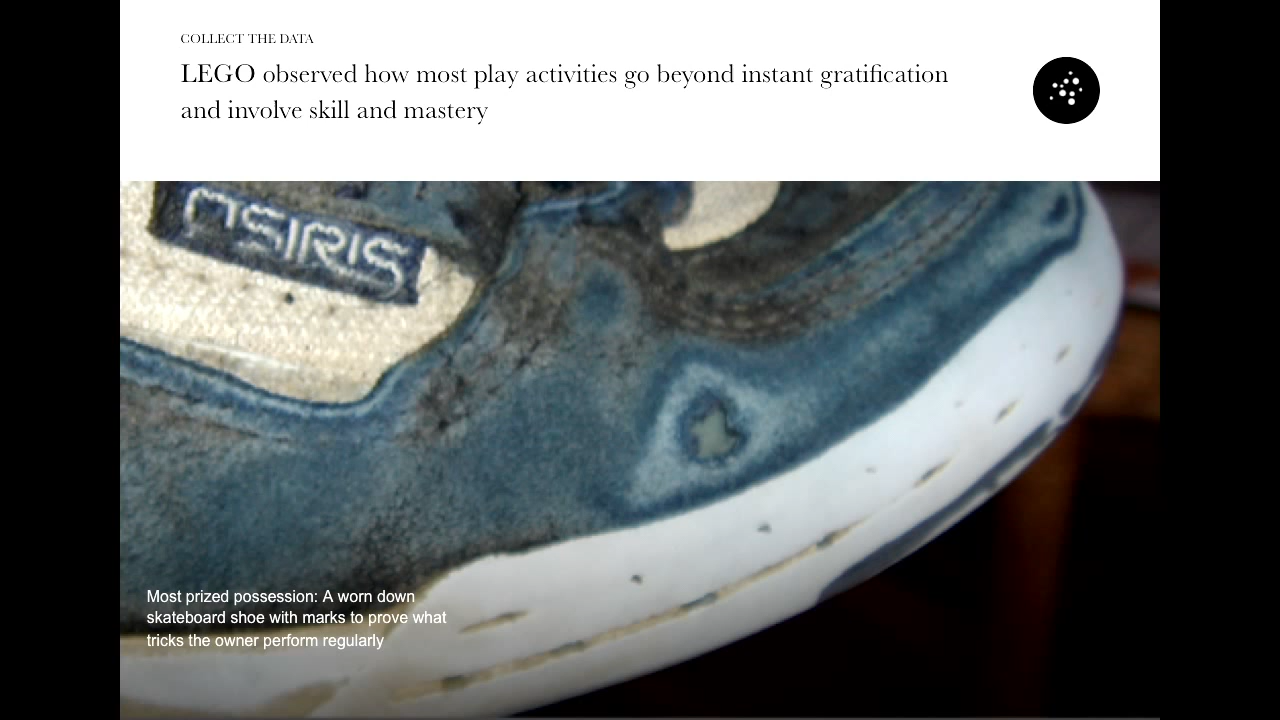 COLLECT THE DATA
LEGO observed how most play activities go beyond instant gratification
and involve skill and mastery
OSIRIS
Most prized possession: A worn down
skateboard shoe with marks to prove what
tricks the owner perform regularly